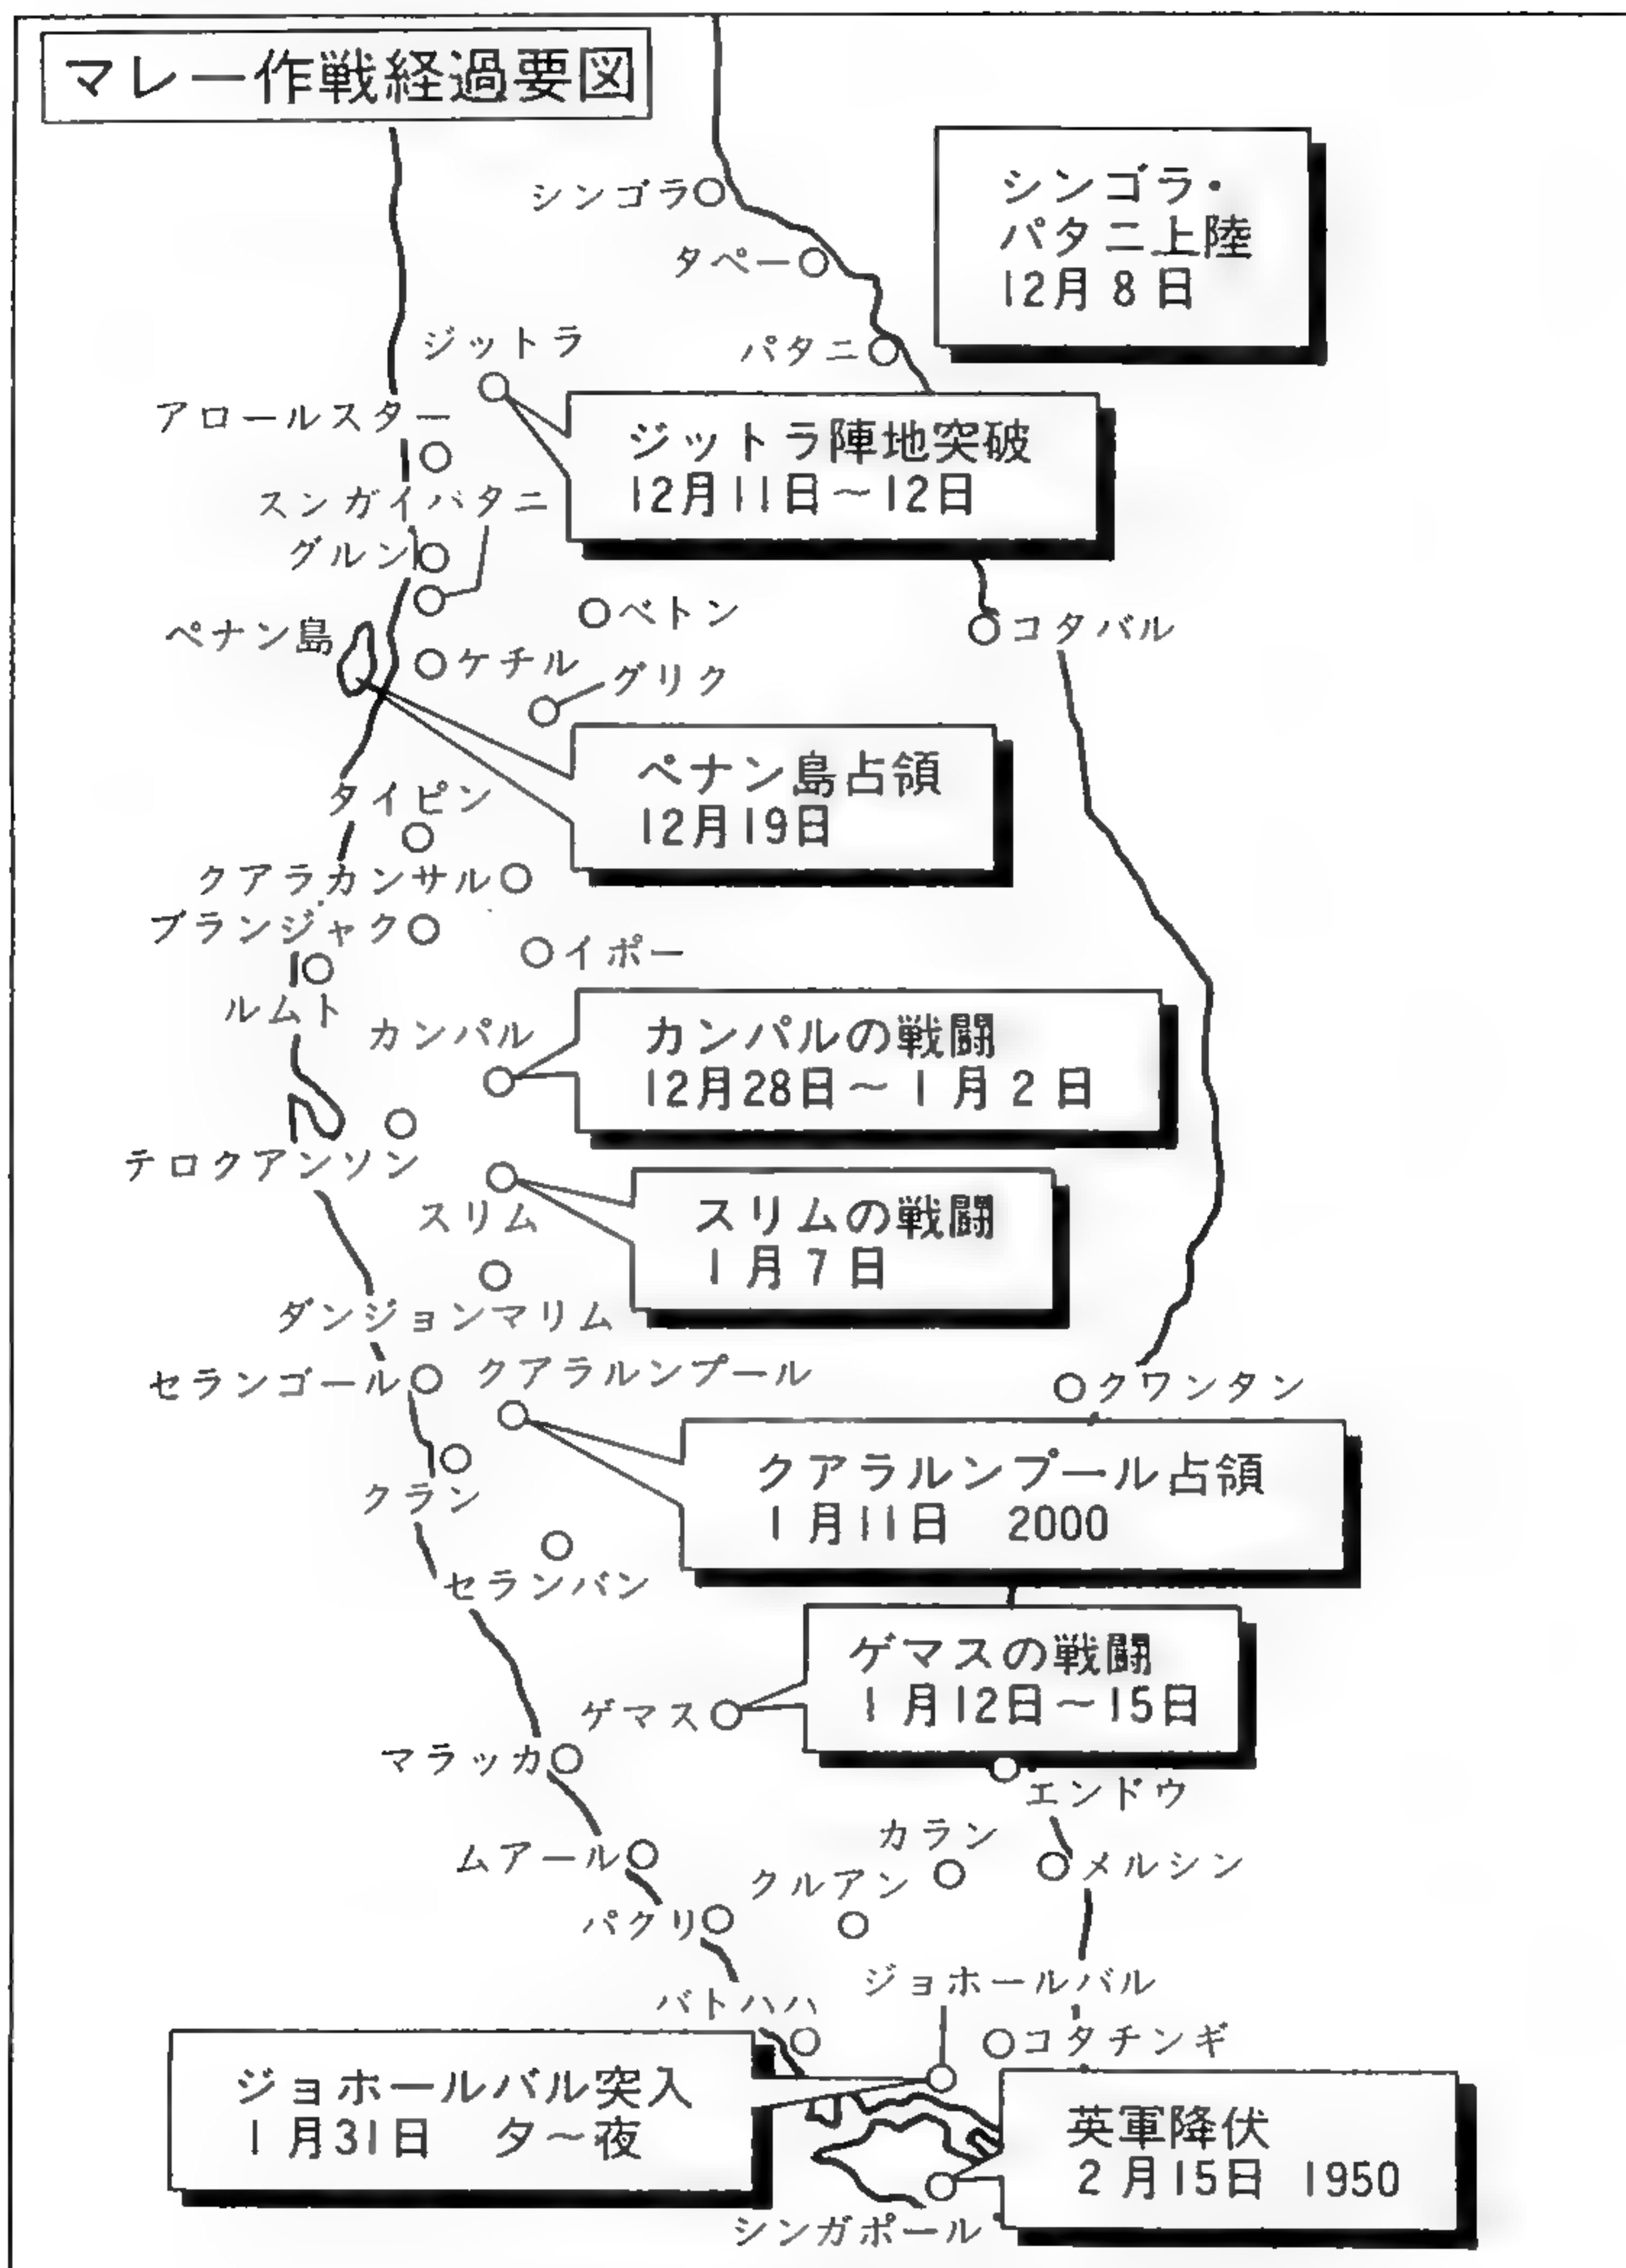 マレー作戦経過要図
シンゴラ
シンゴラ・
パタニ上陸
12月8日
タペー
ジットラ
パタニ
アロールスター
ジットラ陣地突破
12月11日～12日
スンガイパタニ
グルン
ベトン
コタバル
ペナン島
ケチル
グリク
ペナン島占領
12月19日
タイピン
クアラカンサル
ブランジャク
イポー
ルムト
カンパル
カンパルの戦闘
12月28日～1月2日
テロクアンソン
スリム
スリムの戦闘
1月7日
ダンジョンマリム
セランゴール
クアラルンプール
クワンタン
クアラルンプール占領
1月11日 2000
クラン
セランバン
ゲマスの戦闘
1月12日～15日
ゲマス
マラッカ
エンドウ
カラン
ムアール
クルアン
メルシン
パクリ
ジョホールバル
バトハハ
コタチンギ
ジョホールバル突入
1月31日 夕～夜
英軍降伏
2月15日 1950
シンガポール